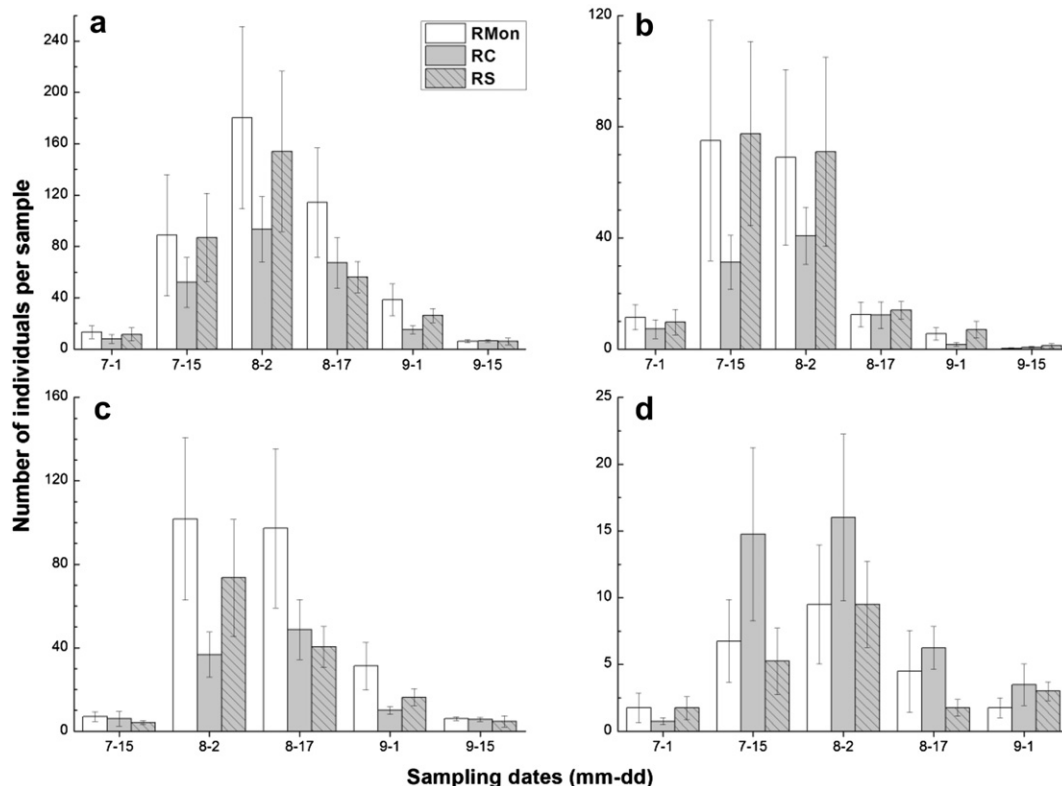 a
b
RMon
RC
RS
240
200
160
120
80
40
0
7-1 7-15 8-2 8-17 9-1 9-15
120
80
40
0
7-1 7-15 8-2 8-17 9-1 9-15
c
d
160
120
80
40
0
7-15 8-2 8-17 9-1 9-15
25
20
15
10
5
0
7-1 7-15 8-2 8-17 9-1
Number of individuals per sample
Sampling dates (mm-dd)